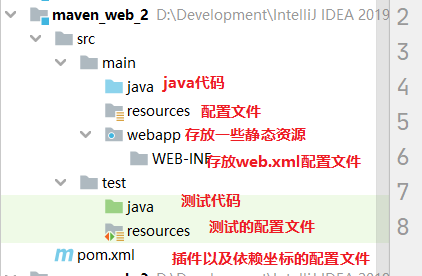 maven_web_2 D:\Development\IntelliJ IDEA 2019 2
src 3
main
java java代码 4
resources 配置文件
webapp 存放一些静态资源 5
WEB-INF 存放web.xml配置文件 6
test
java 测试代码 7
resources 测试的配置文件 8
pom.xml 插件以及依赖坐标的配置文件